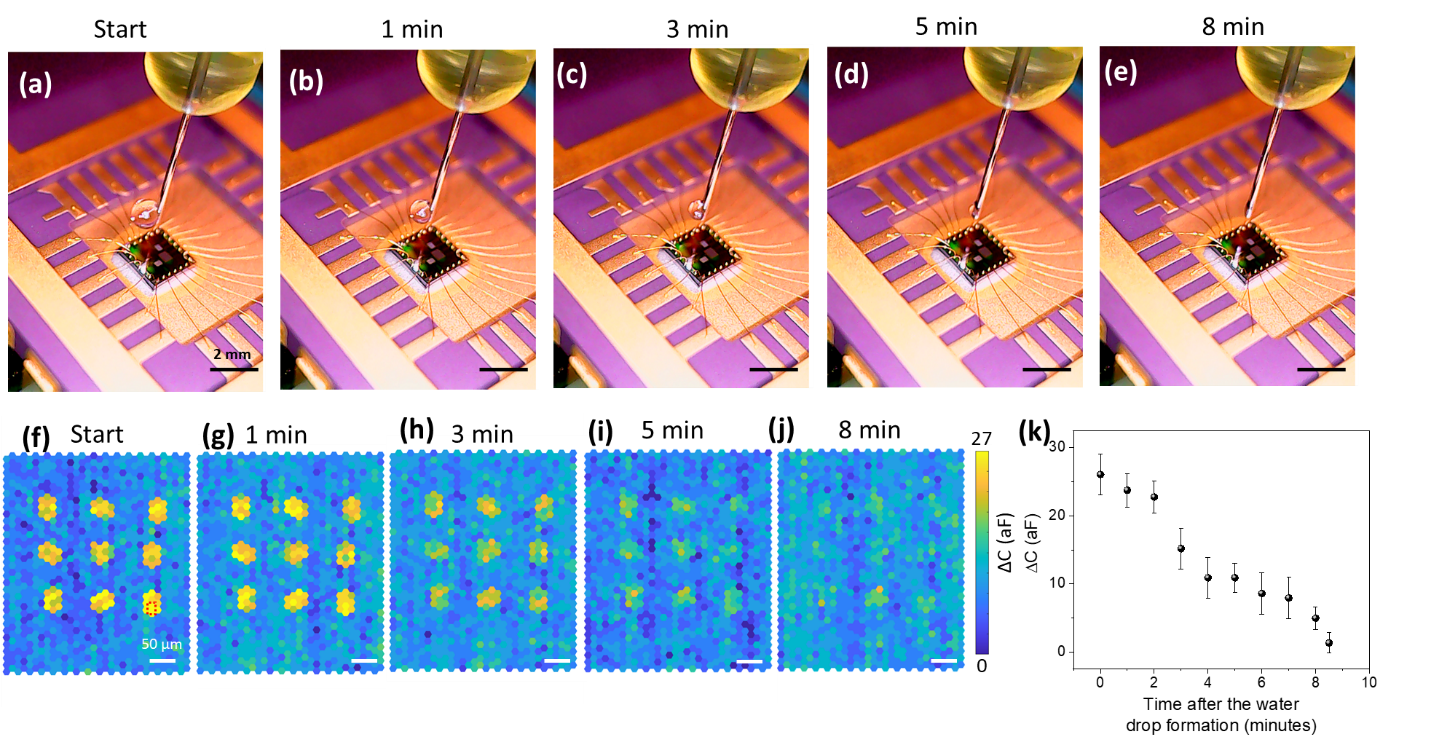 Start
1 min
3 min
5 min
8 min
(a)
(b)
(c)
(d)
(e)
2 mm
(f) Start
(g) 1 min
(h) 3 min
(i) 5 min
(j) 8 min
50 μm
27
0
ΔC (aF)
(k)
ΔC (aF)
30
20
10
0
0 2 4 6 8 10
Time after the water
drop formation (minutes)